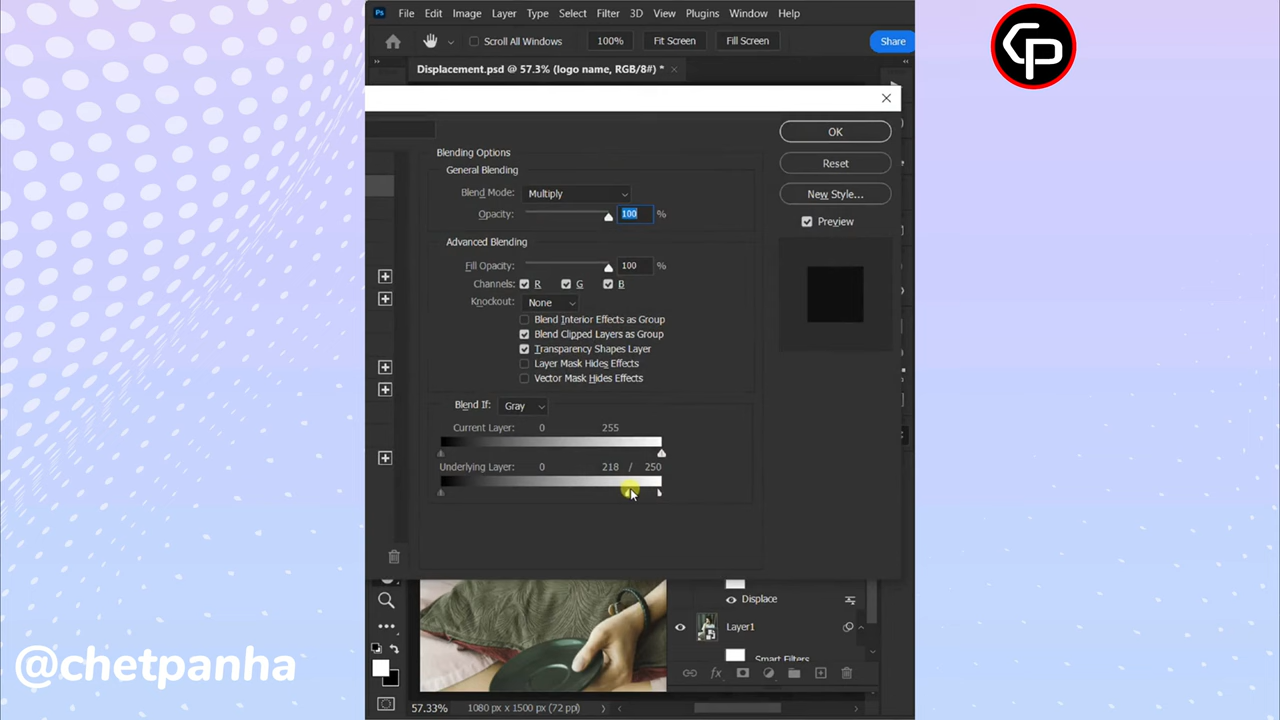 Ps File Edit Image Layer Type Select Filter 3D View Plugins Window Help
Scroll All Windows 100% Fit Screen Fill Screen Share
Displacement.psd @ 57.3% (logo name, RGB/8#) *
CP
OK
Blending Options
Reset
General Blending
Blend Mode: Multiply
New Style...
Opacity: 100 %
Preview
Advanced Blending
Fill Opacity: 100 %
Channels: R G B
Knockout: None
Blend Interior Effects as Group
Blend Clipped Layers as Group
Transparency Shapes Layer
Layer Mask Hides Effects
Vector Mask Hides Effects
Blend If: Gray
Current Layer: 0 255
Underlying Layer: 0 218 / 250
Displace
Layer1
Smart Filters
fx
57.33% 1080 px x 1500 px (72 ppi)
@chetpanha